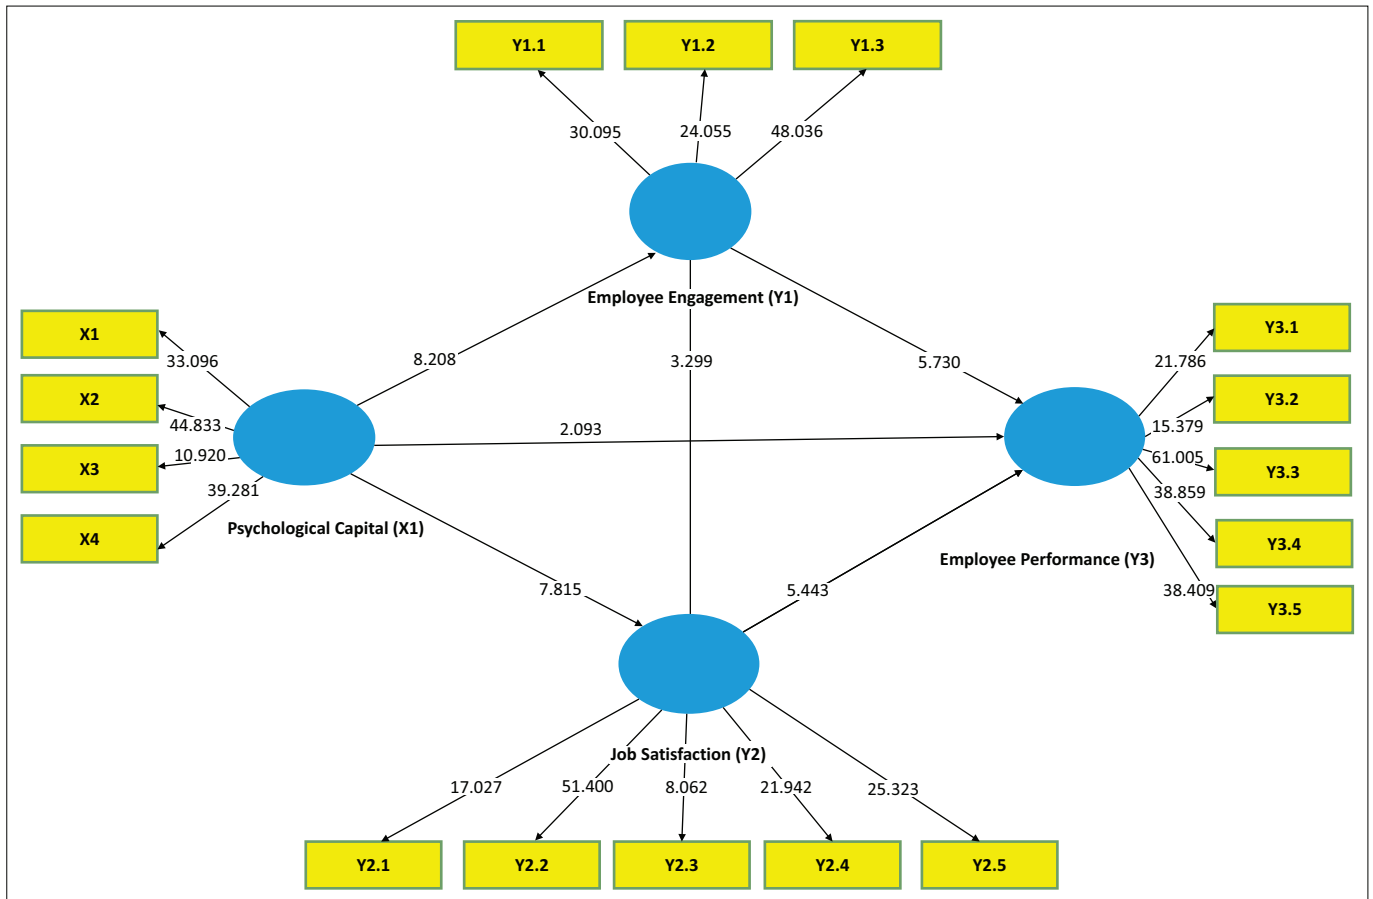 Y1.1 Y1.2 Y1.3
30.095 24.055 48.036
Employee Engagement (Y1)
X1
X2
X3
X4
33.096
44.833
10.920
39.281
Psychological Capital (X1)
8.208
3.299
5.730
2.093
7.815
5.443
Y3.1
Y3.2
Y3.3
Y3.4
Y3.5
21.786
15.379
61.005
38.859
38.409
Employee Performance (Y3)
Job Satisfaction (Y2)
17.027 51.400 8.062 21.942 25.323
Y2.1 Y2.2 Y2.3 Y2.4 Y2.5